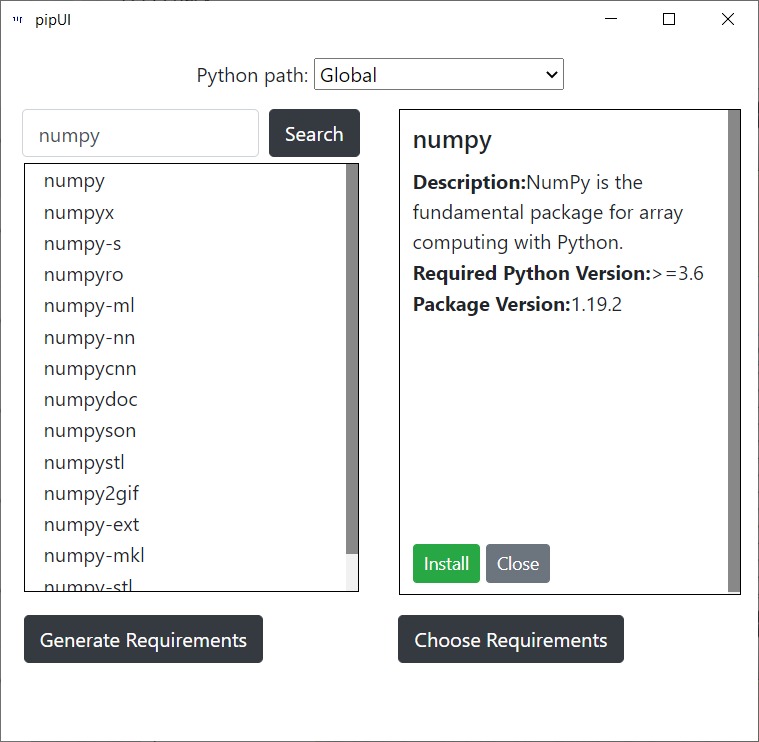 pipUI
Python path: Global
numpy
Search
numpy
numpyx
numpy-s
numpyro
numpy-ml
numpy-nn
numpycnn
numpydoc
numpyson
numpystl
numpy2gif
numpy-ext
numpy-mkl
numpy-stl
numpy
Description:NumPy is the
fundamental package for array
computing with Python.
Required Python Version:>=3.6
Package Version:1.19.2
Install
Close
Generate Requirements
Choose Requirements